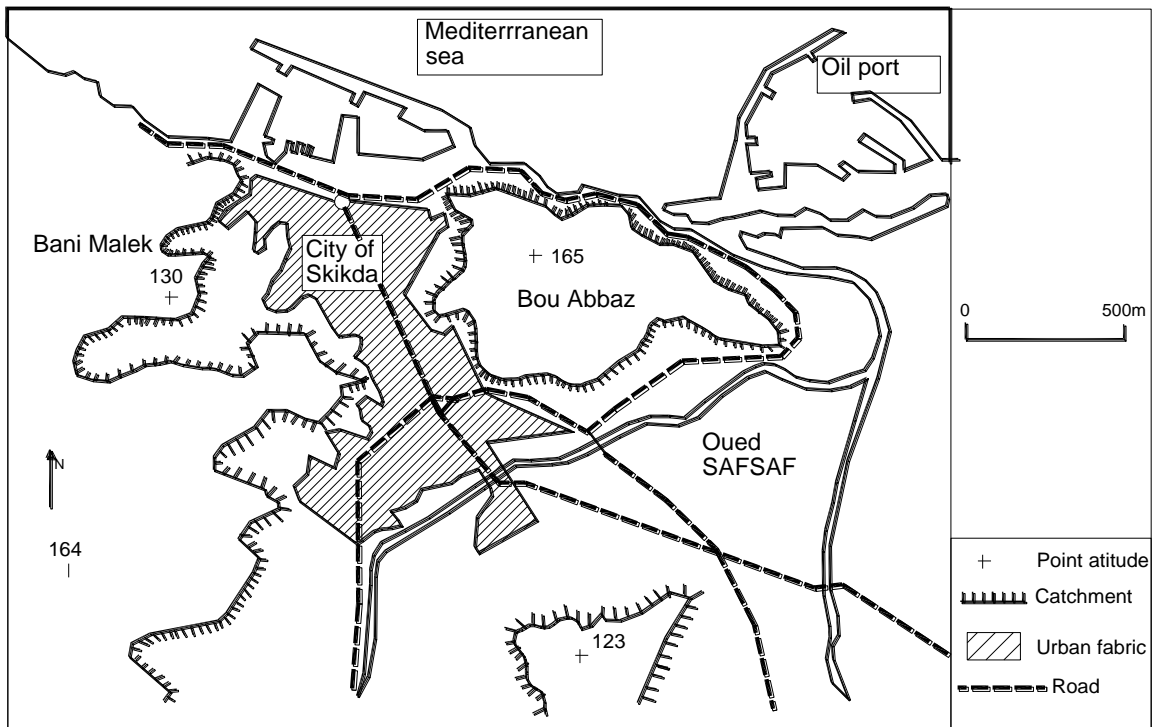 Mediterrranean
sea
Oil port
Bani Malek
130
City of
Skikda
165
Bou Abbaz
0 500m
Oued
SAFSAF
N
164
123
Point atitude
Catchment
Urban fabric
Road